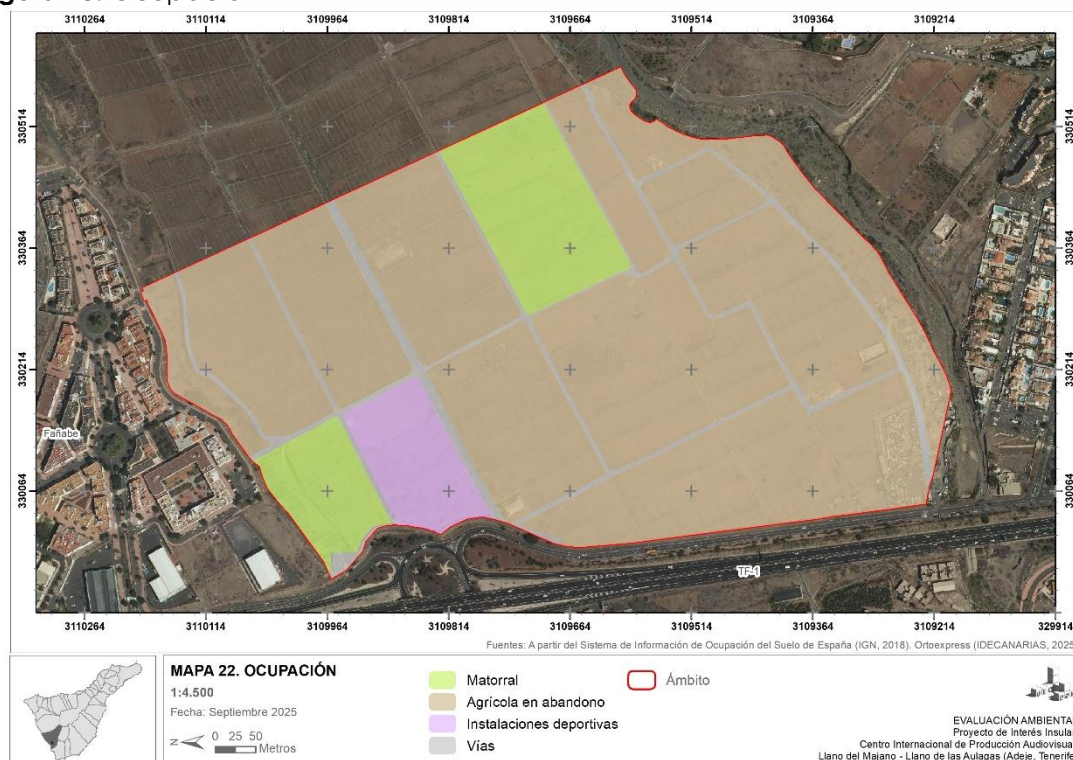 3110264 3110114 3109964 3109814 3109664 3109514 3109364 3109214
330514 330514
330364 330364
330214 330214
330064 330064
Fañabe
TF-1
3110264 3110114 3109964 3109814 3109664 3109514 3109364 3109214 329914
Fuentes: A partir del Sistema de Información de Ocupación del Suelo de España (IGN, 2018). Ortoexpress (IDECANARIAS, 2025
MAPA 22. OCUPACIÓN
1:4.500
Fecha: Septiembre 2025
N 0 25 50
Metros
Matorral
Agrícola en abandono
Instalaciones deportivas
Vías
Ámbito
EVALUACIÓN AMBIENTA
Proyecto de Interés Insula
Centro Internacional de Producción Audiovisua
Llano del Majano - Llano de las Aulagas (Adeje, Tenerife